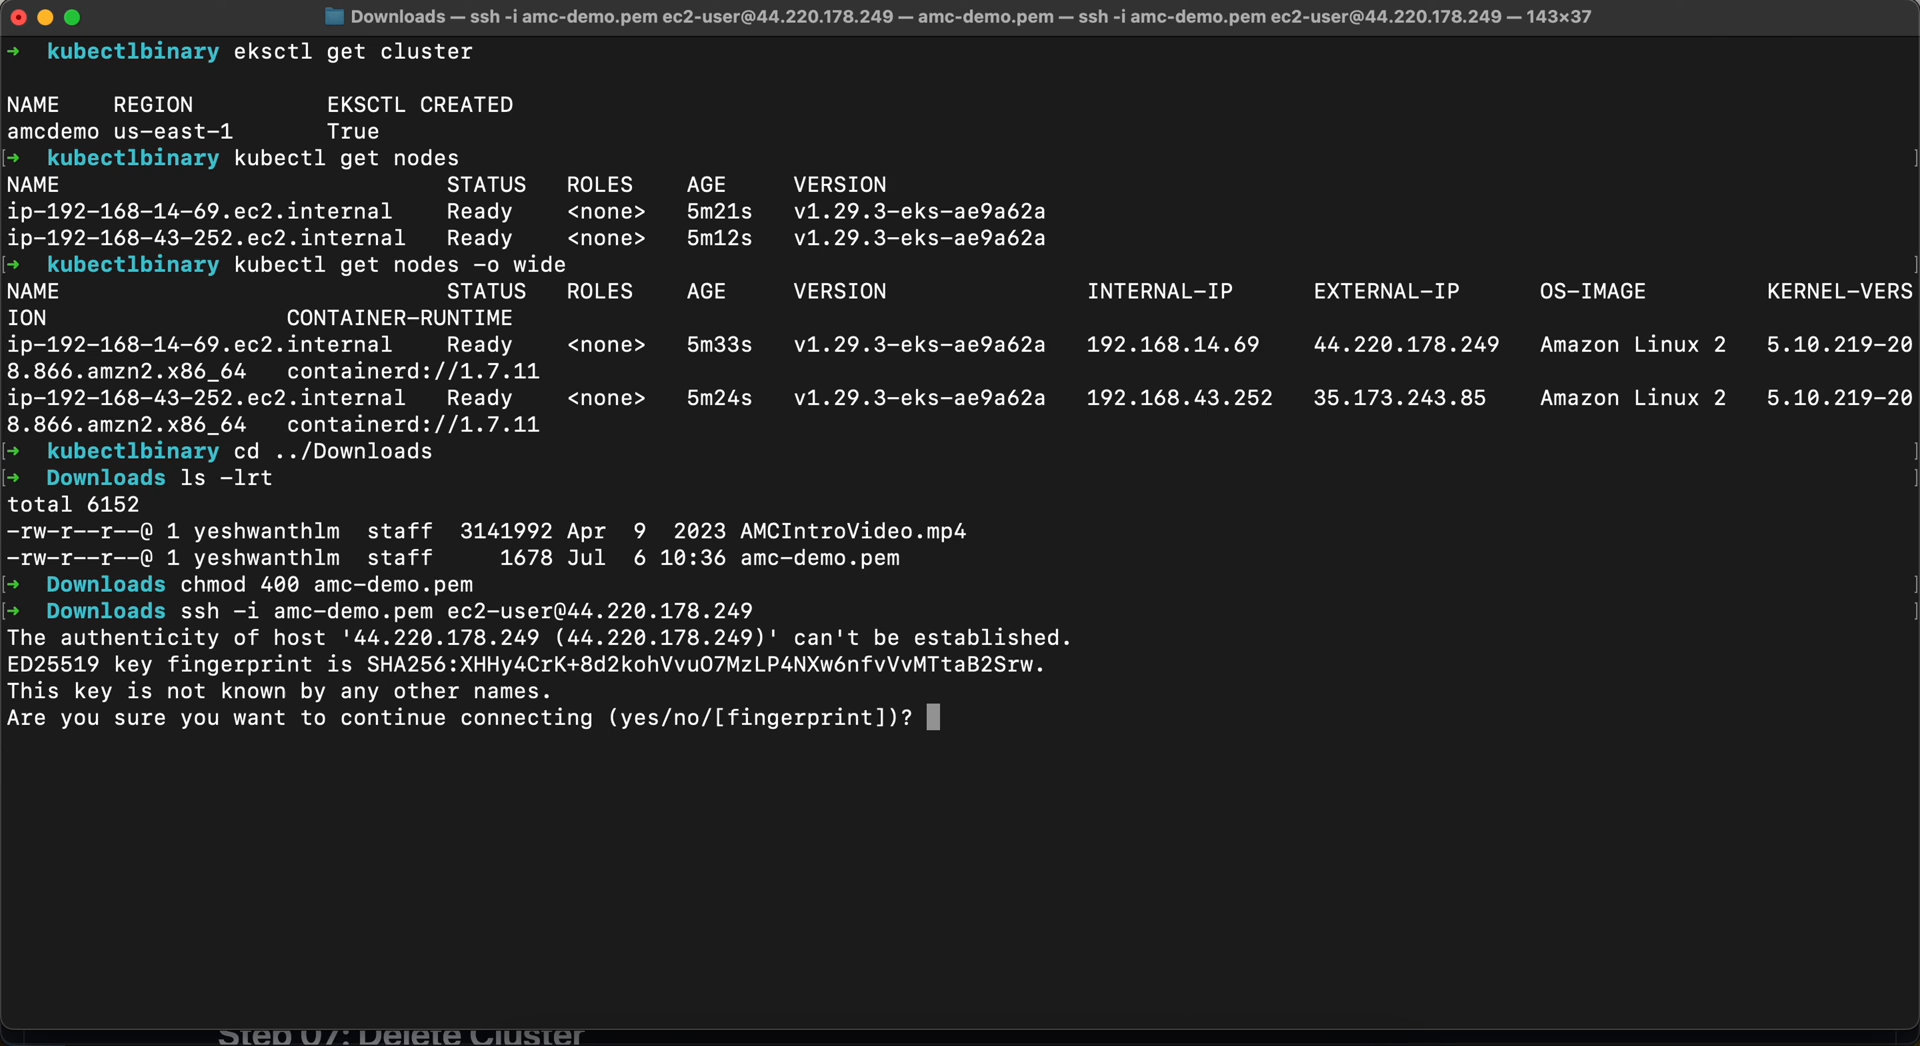 Downloads — ssh -i amc-demo.pem ec2-user@44.220.178.249 — amc-demo.pem — ssh -i amc-demo.pem ec2-user@44.220.178.249 — 143×37
→ kubectlbinary eksctl get cluster
NAME REGION EKSCTL CREATED
amcdemo us-east-1 True
[→ kubectlbinary kubectl get nodes ]
NAME STATUS ROLES AGE VERSION
ip-192-168-14-69.ec2.internal Ready <none> 5m21s v1.29.3-eks-ae9a62a
ip-192-168-43-252.ec2.internal Ready <none> 5m12s v1.29.3-eks-ae9a62a
[→ kubectlbinary kubectl get nodes -o wide ]
NAME STATUS ROLES AGE VERSION INTERNAL-IP EXTERNAL-IP OS-IMAGE KERNEL-VERS
ION CONTAINER-RUNTIME
ip-192-168-14-69.ec2.internal Ready <none> 5m33s v1.29.3-eks-ae9a62a 192.168.14.69 44.220.178.249 Amazon Linux 2 5.10.219-20
8.866.amzn2.x86_64 containerd://1.7.11
ip-192-168-43-252.ec2.internal Ready <none> 5m24s v1.29.3-eks-ae9a62a 192.168.43.252 35.173.243.85 Amazon Linux 2 5.10.219-20
8.866.amzn2.x86_64 containerd://1.7.11
[→ kubectlbinary cd ../Downloads ]
[→ Downloads ls -lrt ]
total 6152
-rw-r--r--@ 1 yeshwanthlm staff 3141992 Apr 9 2023 AMCIntroVideo.mp4
-rw-r--r--@ 1 yeshwanthlm staff 1678 Jul 6 10:36 amc-demo.pem
[→ Downloads chmod 400 amc-demo.pem ]
[→ Downloads ssh -i amc-demo.pem ec2-user@44.220.178.249 ]
The authenticity of host '44.220.178.249 (44.220.178.249)' can't be established.
ED25519 key fingerprint is SHA256:XHHy4CrK+8d2kohVvuO7MzLP4NXw6nfvVvMTtaB2Srw.
This key is not known by any other names.
Are you sure you want to continue connecting (yes/no/[fingerprint])?
Step 07: Delete Cluster